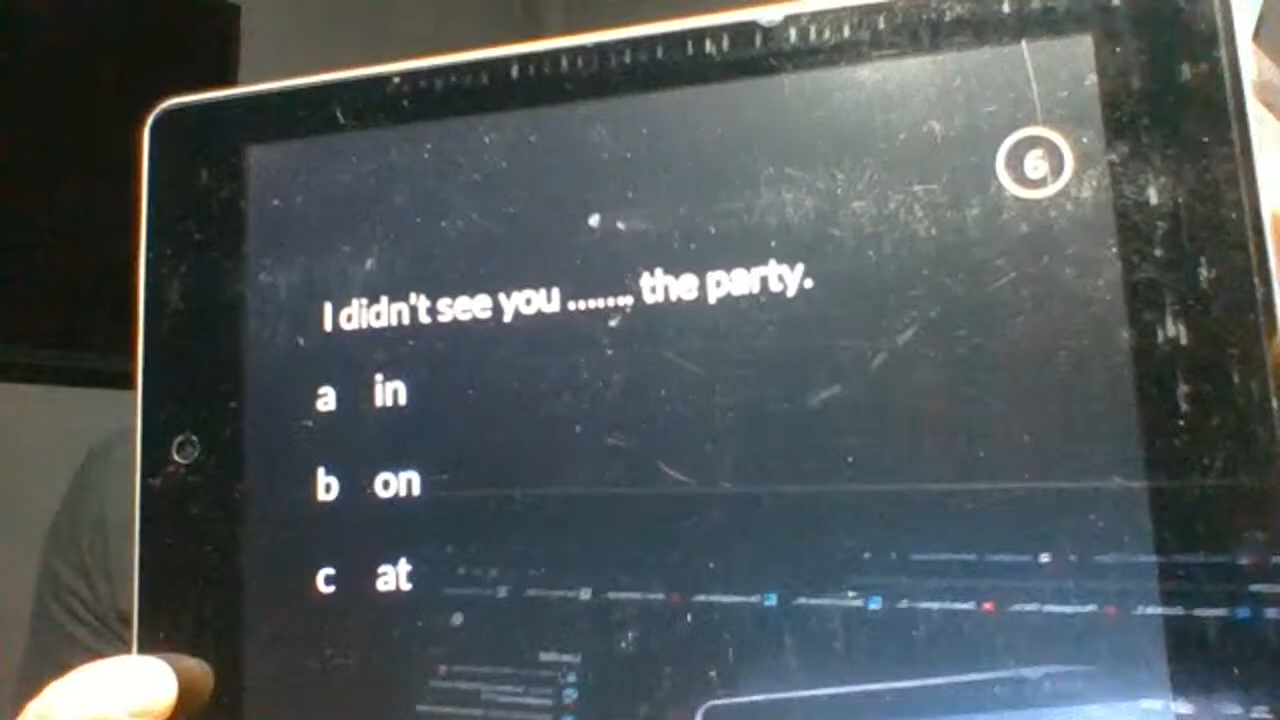 6
I didn't see you ....... the party.
a in
b on
c at